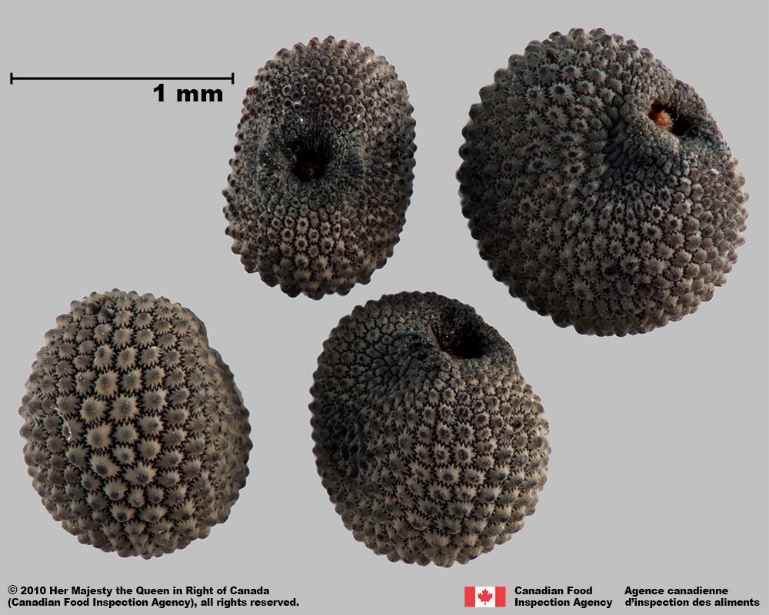 1 mm
© 2010 Her Majesty the Queen in Right of Canada
(Canadian Food Inspection Agency), all rights reserved.
Canadian Food
Inspection Agency
Agence canadienne
d'inspection des aliments